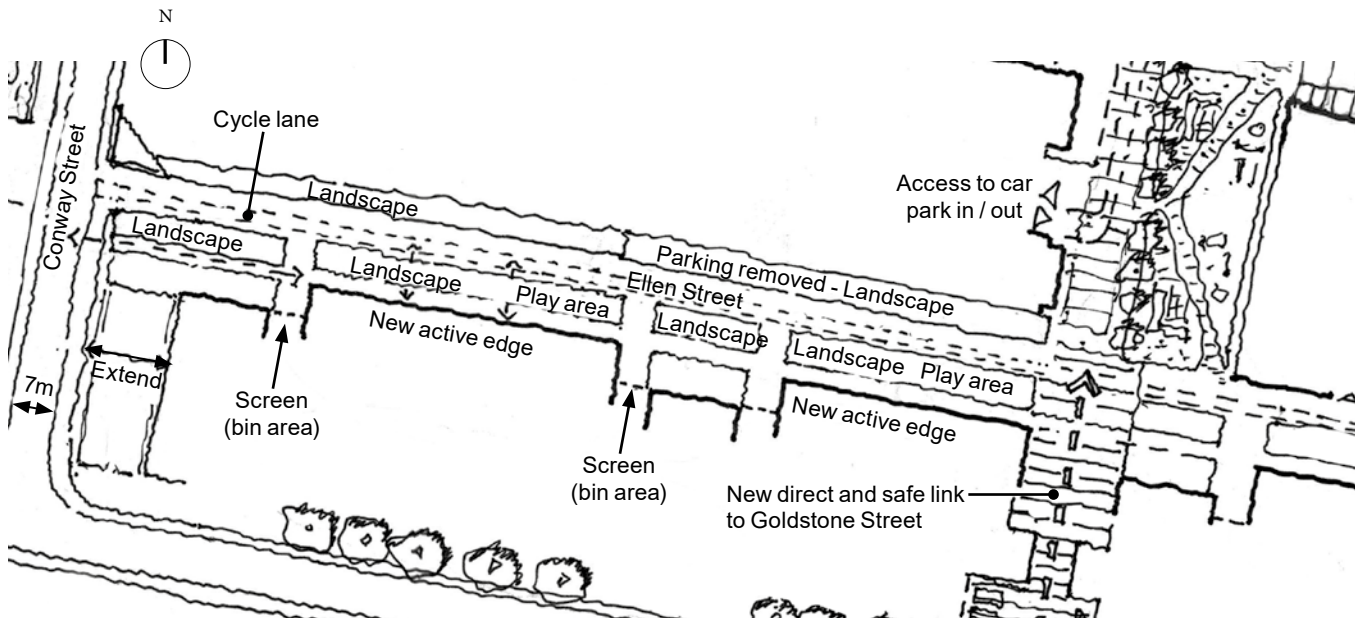 N
Cycle lane
Conway Street
Landscape
Access to car
park in / out
Landscape
Parking removed - Landscape
Landscape
Ellen Street
Play area
Landscape
New active edge
Landscape
Play area
Extend
7m
Screen
(bin area)
New active edge
Screen
(bin area)
New direct and safe link
to Goldstone Street